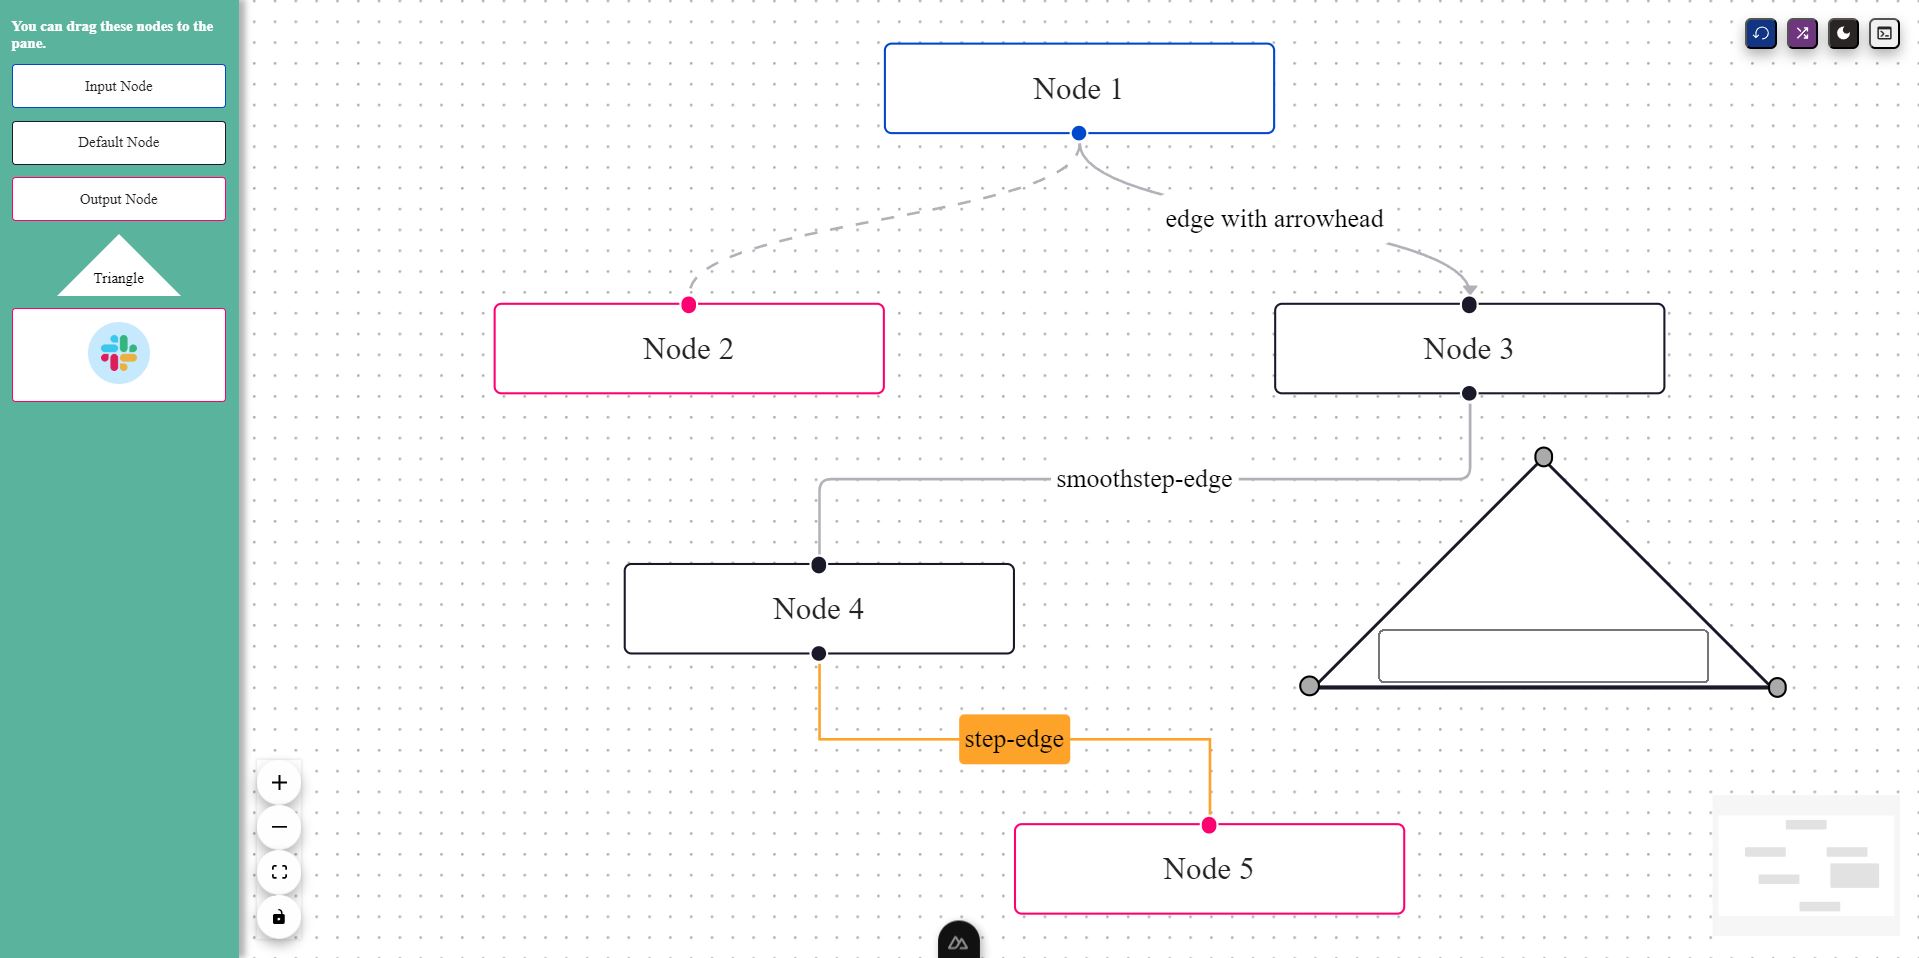 You can drag these nodes to the
pane.
Input Node
Default Node
Output Node
Triangle
Node 1
edge with arrowhead
Node 2
Node 3
smoothstep-edge
Node 4
step-edge
Node 5